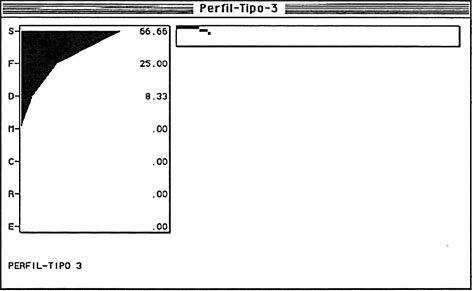 Perfil-Tipo-3
S- 66.66
F- 25.00
D- 8.33
M- .00
C- .00
R- .00
E- .00
PERFIL-TIPO 3